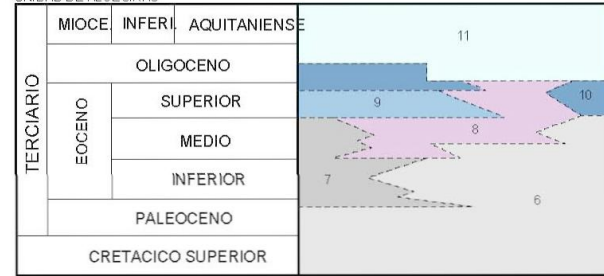 MIOCE. INFERI. AQUITANIENSE
11
OLIGOCENO
TERCIARIO
EOCENO
SUPERIOR
9
10
MEDIO
8
INFERIOR
7
6
PALEOCENO
CRETACICO SUPERIOR